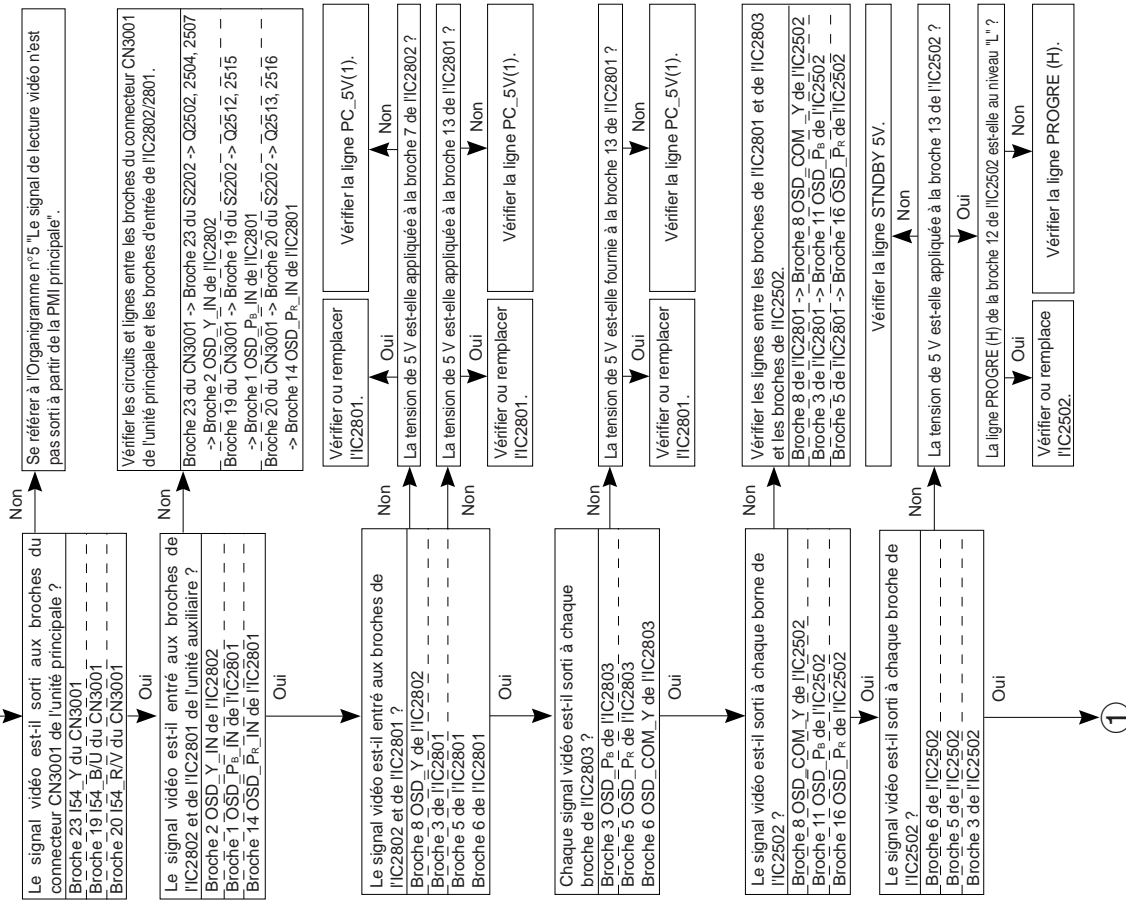 Le signal vidéo est-il sorti aux broches du
connecteur CN3001 de l'unité principale ?
Broche 23 I54_Y du CN3001
Broche 19 I54_B/U du CN3001
Broche 20 I54_R/V du CN3001
Non
Se référer à l'Organigramme n°5 "Le signal de lecture vidéo n'est
pas sorti à partir de la PMI principale".
Oui
Le signal vidéo est-il entré aux broches de
l'IC2802 et de l'IC2801 de l'unité auxiliaire ?
Broche 2 OSD_Y_IN de l'IC2802
Broche 1 OSD_PB_IN de l'IC2801
Broche 14 OSD_PR_IN de l'IC2801
Non
Vérifier les circuits et lignes entre les broches du connecteur CN3001
de l'unité principale et les broches d'entrée de l'IC2802/2801.
Broche 23 du CN3001 -> Broche 23 du S2202 -> Q2502, 2504, 2507
-> Broche 2 OSD_Y_IN de l'IC2802
Broche 19 du CN3001 -> Broche 19 du S2202 -> Q2512, 2515
-> Broche 1 OSD_PB_IN de l'IC2801
Broche 20 du CN3001 -> Broche 20 du S2202 -> Q2513, 2516
-> Broche 14 OSD_PR_IN de l'IC2801
Oui
Le signal vidéo est-il entré aux broches de
l'IC2802 et de l'IC2801 ?
Broche 8 OSD_Y de l'IC2802
Broche 3 de l'IC2801
Broche 5 de l'IC2801
Broche 6 de l'IC2801
Vérifier ou remplacer
l'IC2801.
Vérifier la ligne PC_5V(1).
Oui
Non
Non
La tension de 5 V est-elle appliquée à la broche 7 de l'IC2802 ?
Non
La tension de 5 V est-elle appliquée à la broche 13 de l'IC2801 ?
Oui
Non
Vérifier ou remplacer
l'IC2801.
Vérifier la ligne PC_5V(1).
Oui
Chaque signal vidéo est-il sorti à chaque
broche de l'IC2803 ?
Broche 3 OSD_PB de l'IC2803
Broche 5 OSD_PR de l'IC2803
Broche 6 OSD_COM_Y de l'IC2803
Non
La tension de 5 V est-elle fournie à la broche 13 de l'IC2801 ?
Oui
Non
Vérifier ou remplacer
l'IC2801.
Vérifier la ligne PC_5V(1).
Oui
Le signal vidéo est-il sorti à chaque borne de
l'IC2502 ?
Broche 8 OSD_COM_Y de l'IC2502
Broche 11 OSD_PB de l'IC2502
Broche 16 OSD_PR de l'IC2502
Non
Vérifier les lignes entre les broches de l'IC2801 et de l'IC2803
et les broches de l'IC2502.
Broche 8 de l'IC2801 -> Broche 8 OSD_COM _Y de l'IC2502
Broche 3 de l'IC2801 -> Broche 11 OSD_PB de l'IC2502
Broche 5 de l'IC2801 -> Broche 16 OSD_PR de l'IC2502
Oui
Le signal vidéo est-il sorti à chaque broche de
l'IC2502 ?
Broche 6 de l'IC2502
Broche 5 de l'IC2502
Broche 3 de l'IC2502
Vérifier la ligne STNDBY 5V.
Non
Non
La tension de 5 V est-elle appliquée à la broche 13 de l'IC2502 ?
Oui
La ligne PROGRE (H) de la broche 12 de l'IC2502 est-elle au niveau "L" ?
Oui
Non
Vérifier ou remplace
l'IC2502.
Vérifier la ligne PROGRE (H).
Oui
1